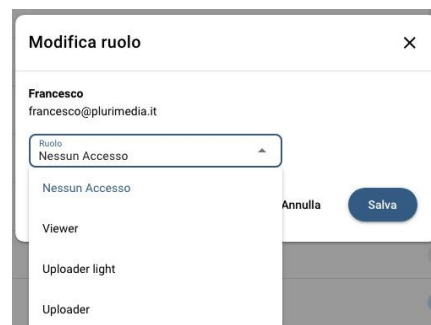 Modifica ruolo
Francesco
francesco@plurimedia.it
Ruolo
Nessun Accesso
Nessun Accesso
Annulla
Salva
Viewer
Uploader light
Uploader